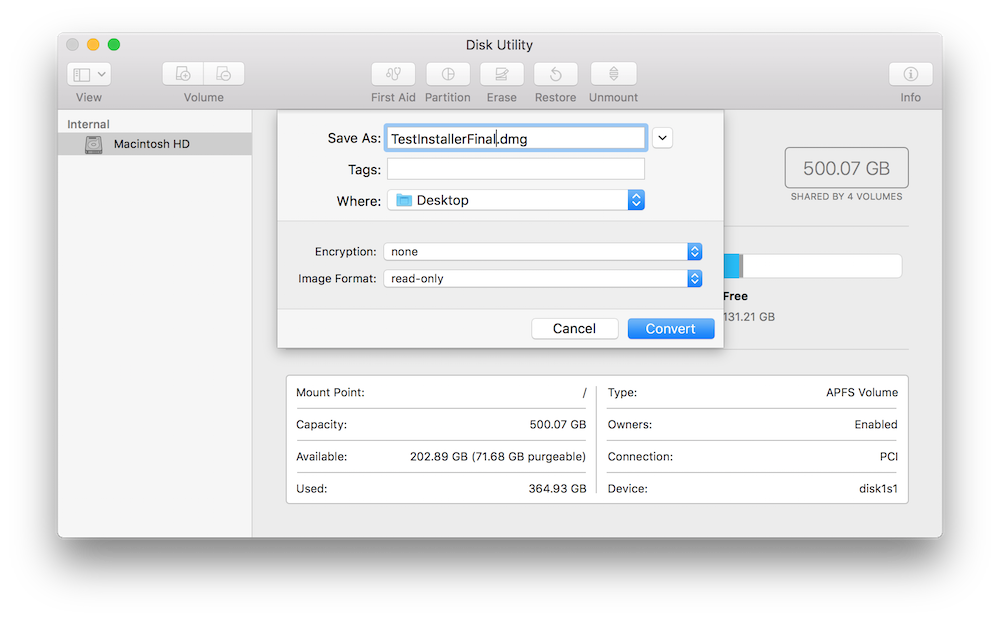 Disk Utility
View
Volume
First Aid
Partition
Erase
Restore
Unmount
Info
Internal
Macintosh HD
Save As: TestInstallerFinal.dmg
Tags:
Where: Desktop
Encryption: none
Image Format: read-only
Cancel Convert
500.07 GB
SHARED BY 4 VOLUMES
Free
131.21 GB
Mount Point: /
Capacity: 500.07 GB
Available: 202.89 GB (71.68 GB purgeable)
Used: 364.93 GB
Type: APFS Volume
Owners: Enabled
Connection: PCI
Device: disk1s1